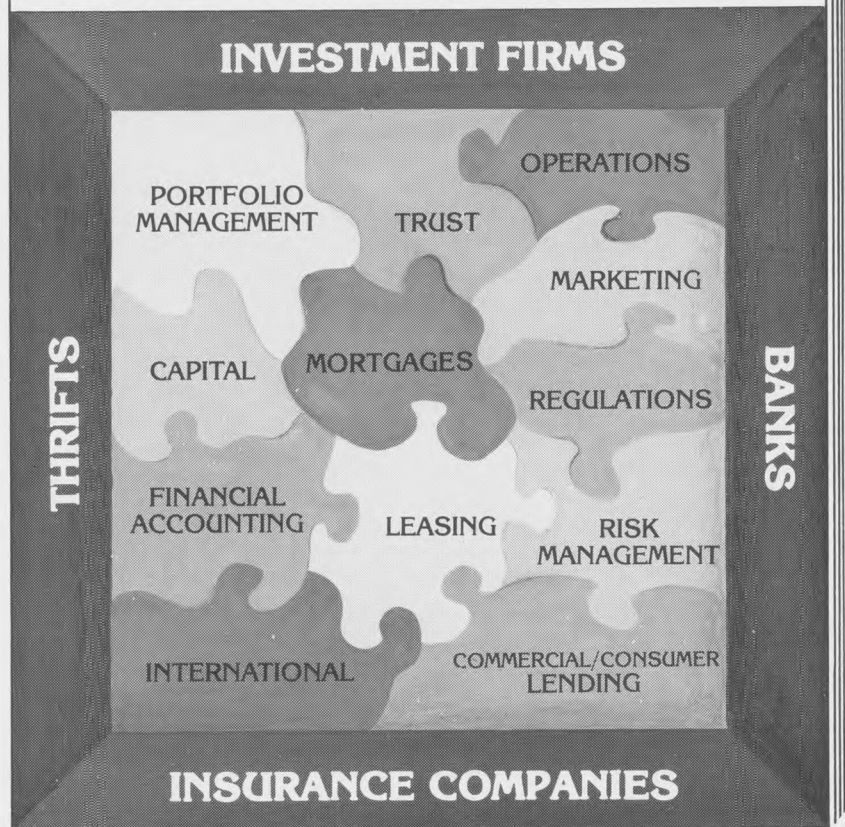 INVESTMENT FIRMS
OPERATIONS
PORTFOLIO
MANAGEMENT
TRUST
MARKETING
THRIFTS
CAPITAL
MORTGAGES
REGULATIONS
BANKS
FINANCIAL
ACCOUNTING
LEASING
RISK
MANAGEMENT
INTERNATIONAL
COMMERCIAL/CONSUMER
LENDING
INSURANCE COMPANIES